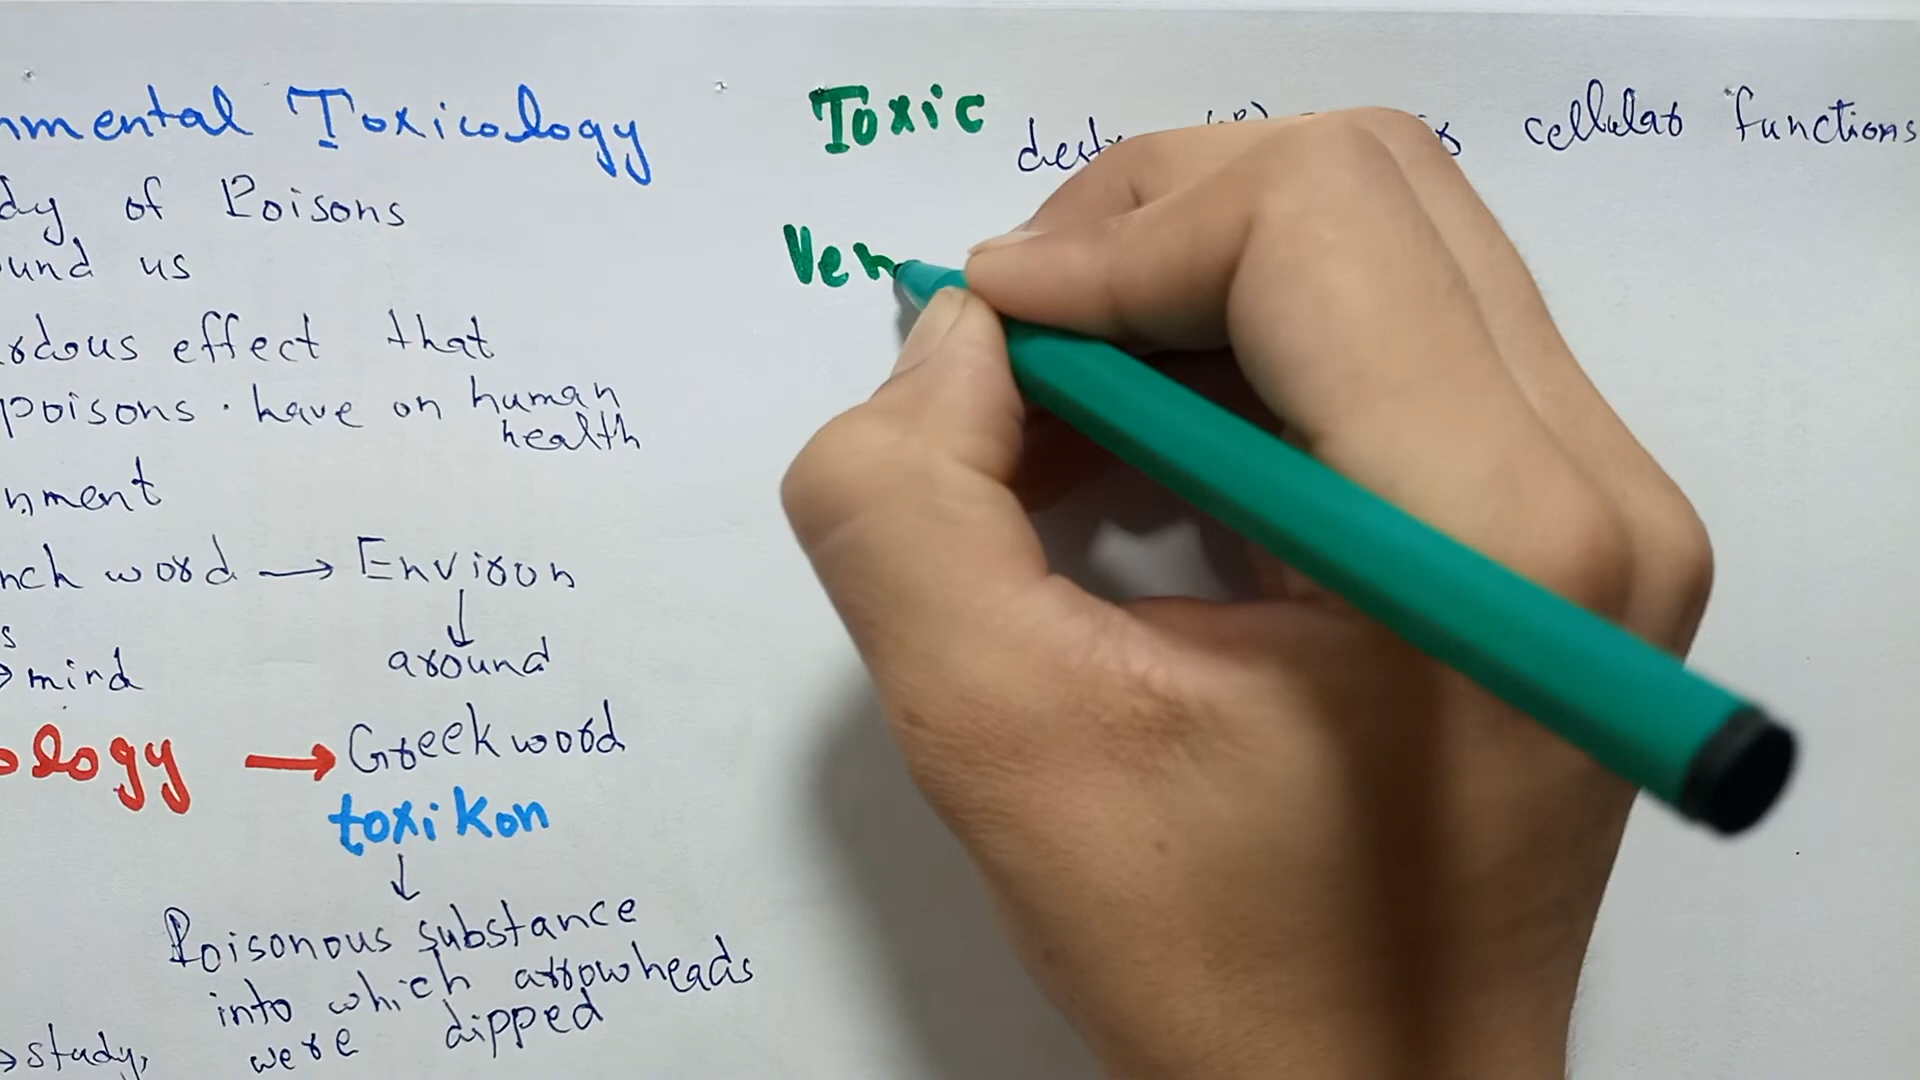 nmental Toxicology
dy of Poisons
und us
rdous effect that
poisons. have on human
health
nment
nch word → Environ
↓
around
s
→ mind
ology → Greek word
toxikon
↓
Poisonous substance
into which arrowheads
were dipped
→ study,
Toxic cellular functions
Ven